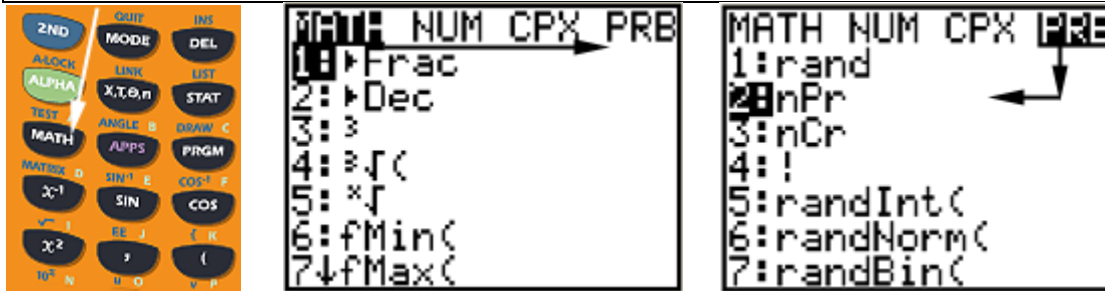 QUIT INS
2ND MODE DEL
A-LOCK LINK LIST
ALPHA X,T,Θ,n STAT
TEST ANGLE B DRAW C
MATH APPS PRGM
MATRIX D SIN⁻¹ E COS⁻¹ F
x⁻¹ SIN COS
√‾ I EE J { K
x² , (
10ˣ N u O v P
MATH NUM CPX PRB
1:▶Frac
2:▶Dec
3:³
4:³√(
5:ˣ√
6:fMin(
7↓fMax(
MATH NUM CPX PRB
1:rand
2:nPr
3:nCr
4:!
5:randInt(
6:randNorm(
7:randBin(